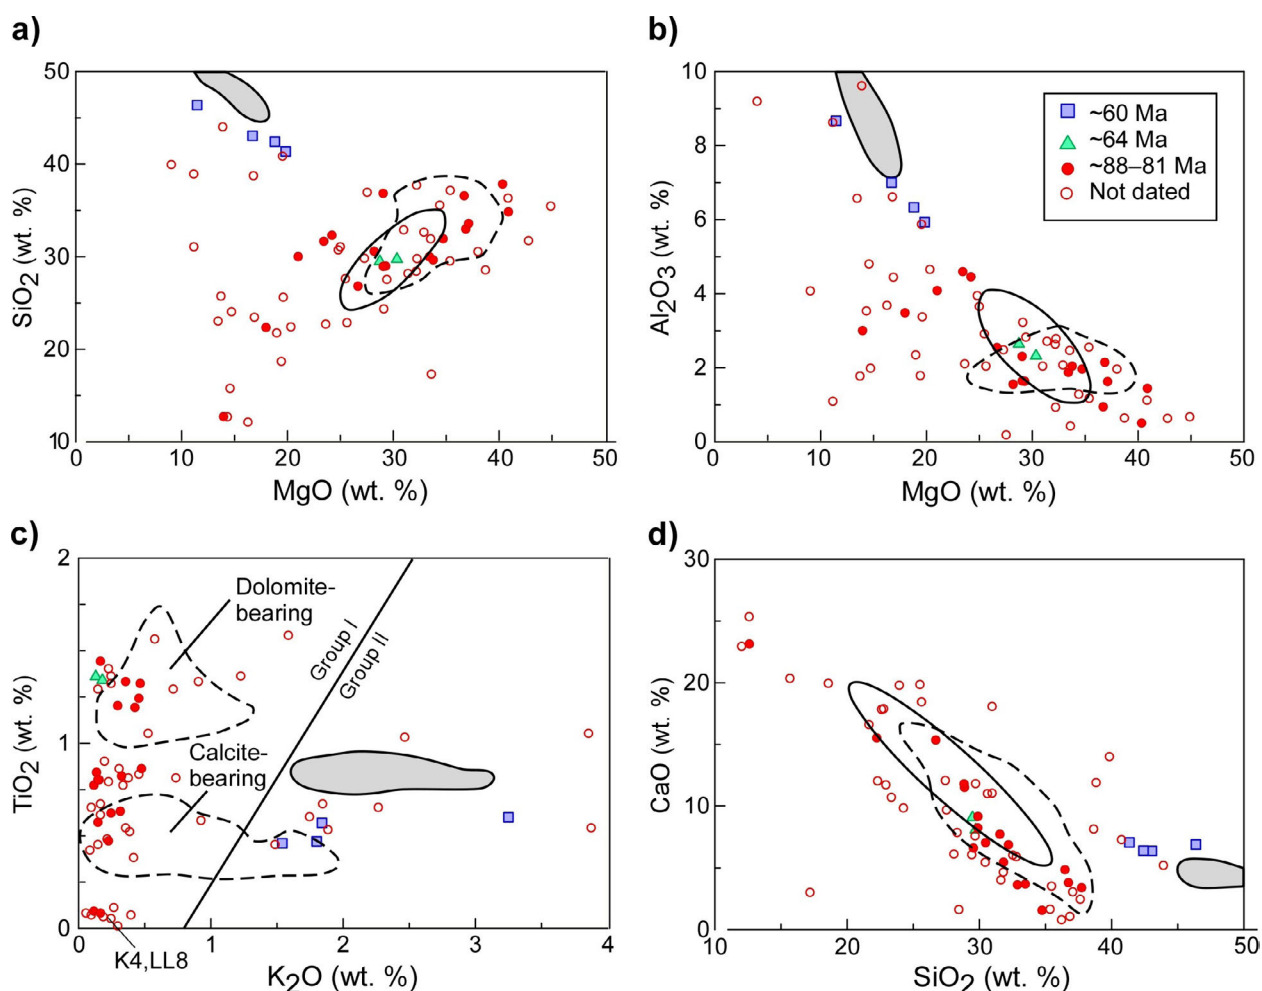 a)
50
40
30
20
10
SiO2 (wt. %)
10
20
30
40
50
MgO (wt. %)
b)
10
8
6
4
2
0
Al2O3 (wt. %)
0
10
20
30
40
50
MgO (wt. %)
~60 Ma
~64 Ma
~88–81 Ma
Not dated
c)
2
1
0
TiO2 (wt. %)
Dolomite-
bearing
Calcite-
bearing
Group I
Group II
K4,LL8
0
1
2
3
4
K2O (wt. %)
d)
30
20
10
0
CaO (wt. %)
10
20
30
40
50
SiO2 (wt. %)